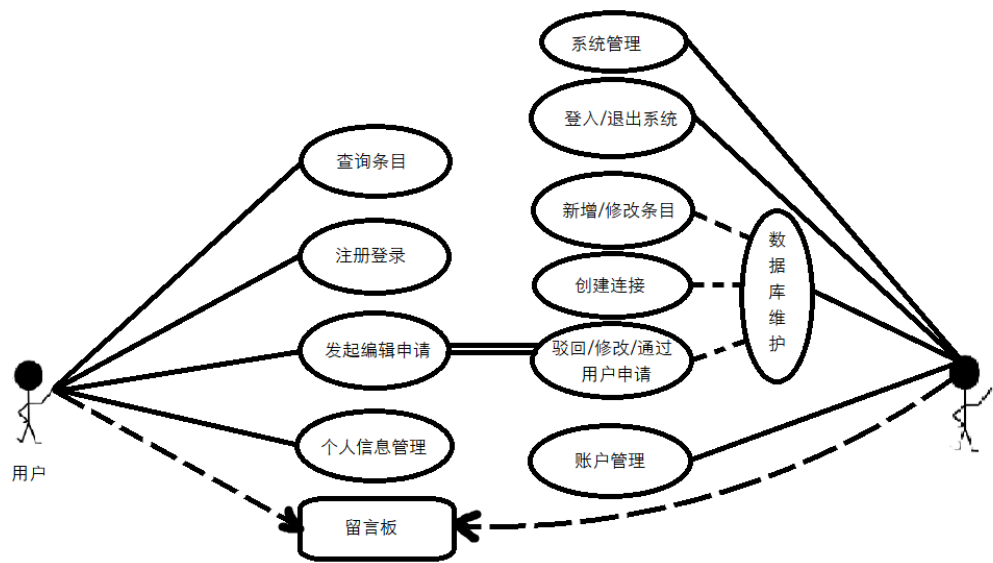 系统管理
登入/退出系统
查询条目
新增/修改条目
数据库维护
注册登录
创建连接
发起编辑申请
驳回/修改/通过
用户申请
个人信息管理
账户管理
用户
留言板